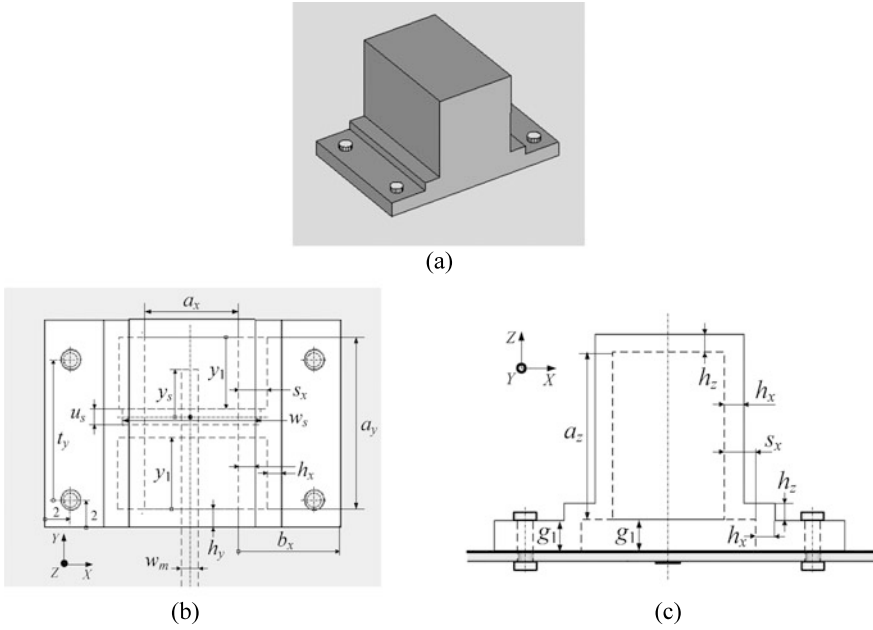 (a)
a_x
y_1
y_s
s_x
u_s
w_s
a_y
t_y
y_1
h_x
2
2
h_y
b_x
w_m
Y
Z X
(b)
Z
Y X
h_z
h_x
a_z
s_x
h_z
g_1
g_1
h_x
(c)